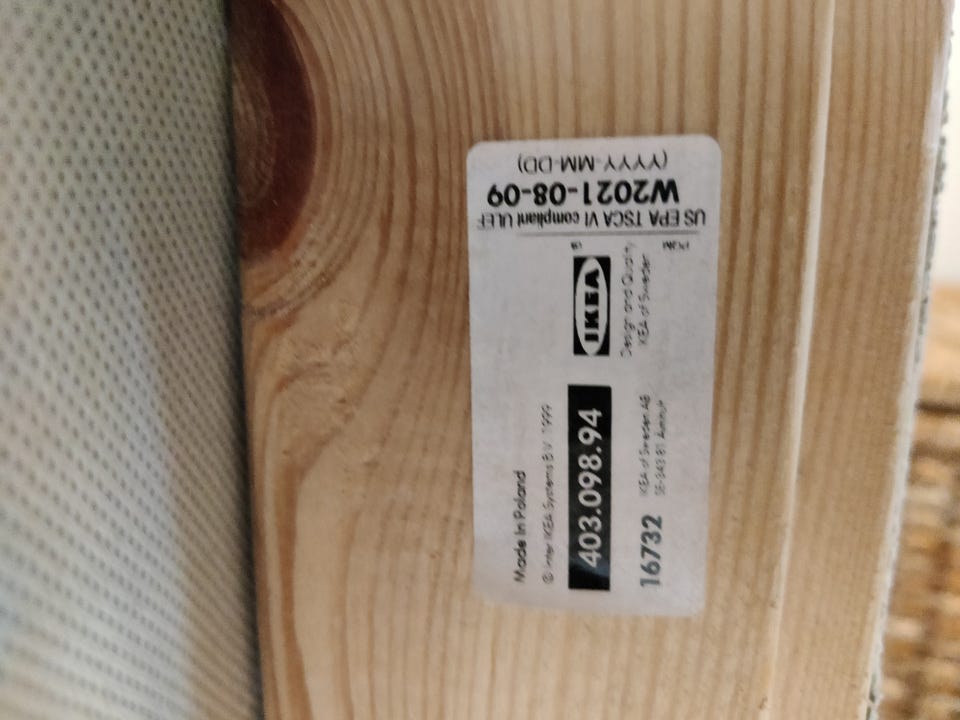 Made in Poland
© Inter IKEA Systems B.V. 1999
403.098.94
16732
IKEA of Sweden AB
SE-343 81 Älmhult
IKEA
Design and Quality
IKEA of Sweden
US EPA TSCA VI compliant ULEF
W2021-08-09
(YYYY-MM-DD)